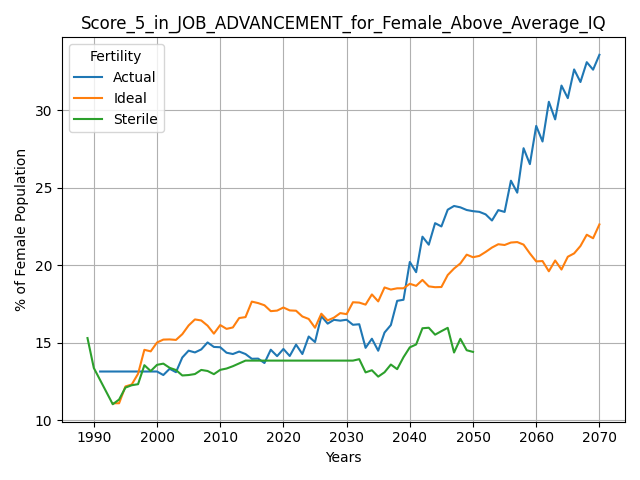 Score_5_in_JOB_ADVANCEMENT_for_Female_Above_Average_IQ
Fertility
Actual
Ideal
Sterile
% of Female Population
30
25
20
15
10
1990 2000 2010 2020 2030 2040 2050 2060 2070
Years